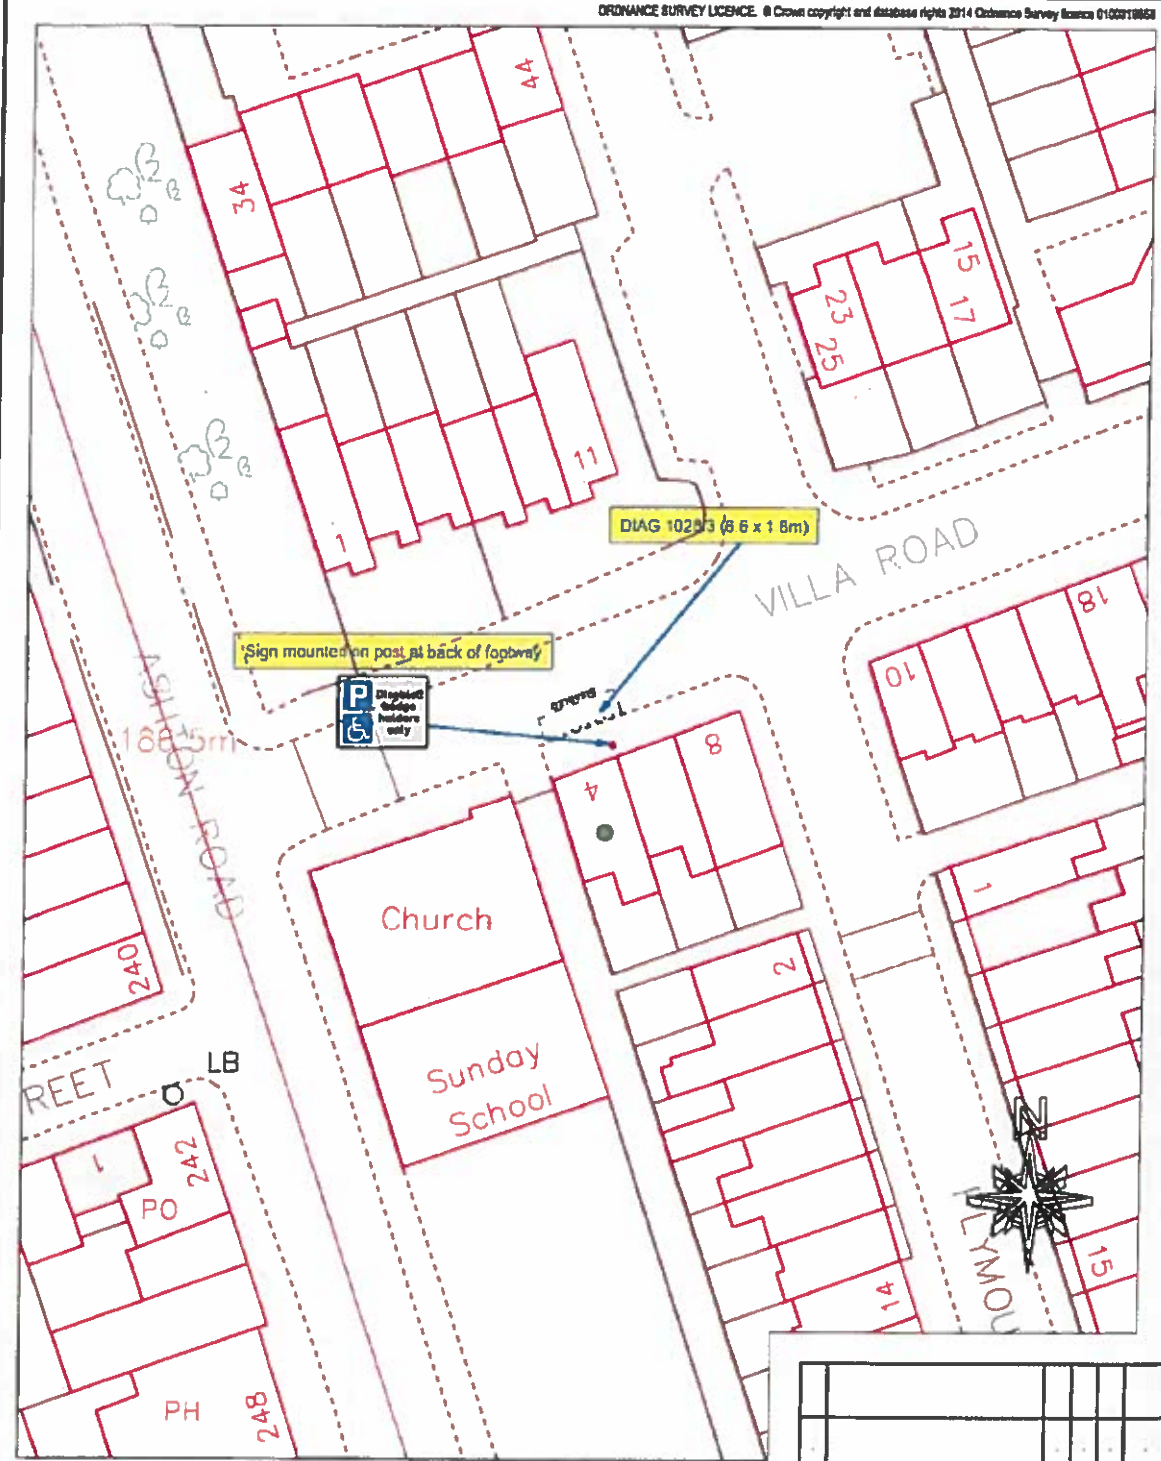 ORDNANCE SURVEY LICENCE. © Crown copyright and database rights 2014 Ordnance Survey licence
44
34
15
17
23
25
11
1
DIAG 1028/3 (6.6 x 1.8m)
VILLA ROAD
18
10
Sign mounted on post at back of footway
P
Disabled
badge
holders
only
ASHTON ROAD
8
4
Church
1
2
240
Sunday
School
LB
REET
N
242
1
PO
PLYMOU
15
14
PH
248